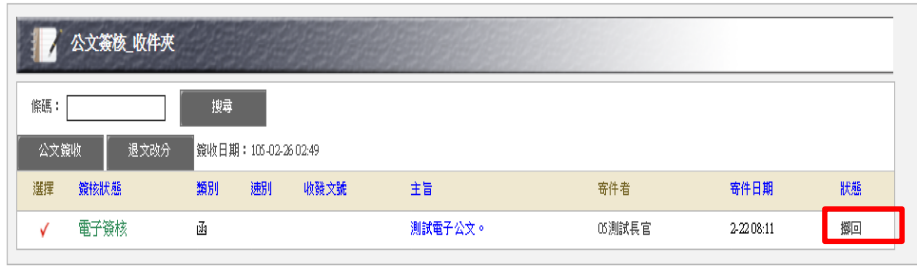 公文簽核_收件夾
條碼： 搜尋
公文簽收 退文改分 簽收日期：105-02-26 02:49
選擇 簽核狀態 類別 速別 收發文號 主旨 寄件者 寄件日期 狀態
電子簽核 函 測試電子公文。 05測試長官 2-22 08:11 擲回